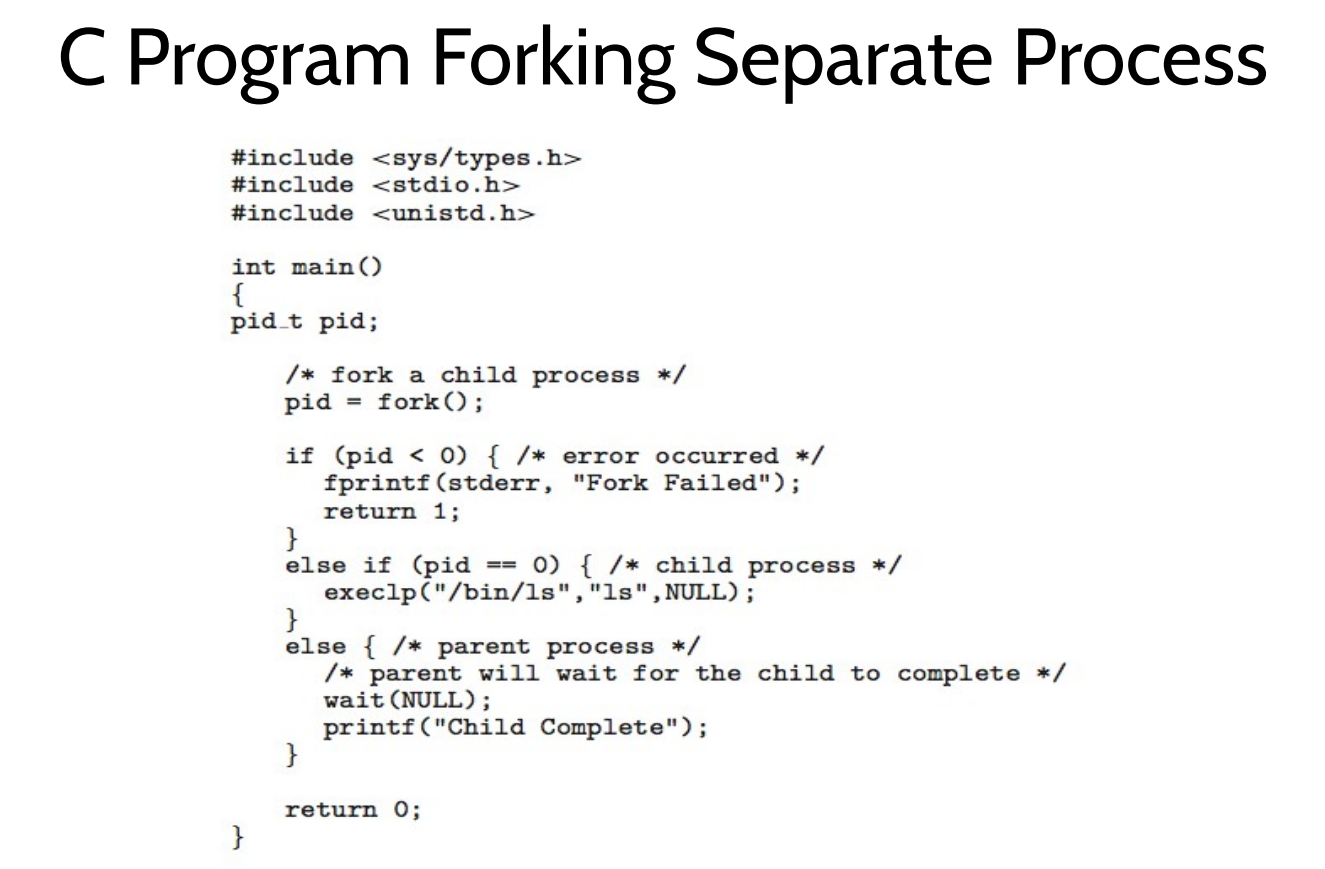 C Program Forking Separate Process
#include <sys/types.h>
#include <stdio.h>
#include <unistd.h>
int main()
{
pid_t pid;
/* fork a child process */
pid = fork();
if (pid < 0) { /* error occurred */
fprintf(stderr, "Fork Failed");
return 1;
}
else if (pid == 0) { /* child process */
execlp("/bin/ls","ls",NULL);
}
else { /* parent process */
/* parent will wait for the child to complete */
wait(NULL);
printf("Child Complete");
}
return 0;
}